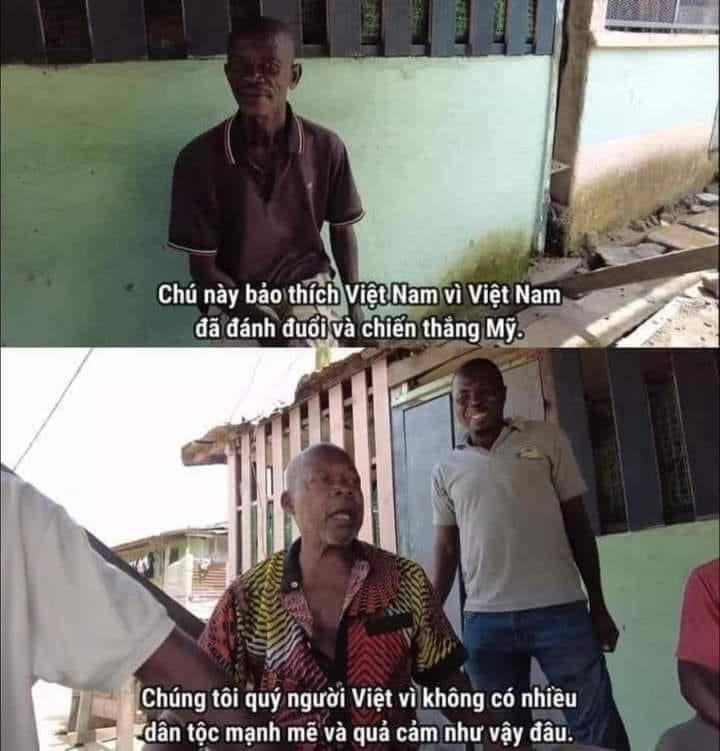 Chú này bảo thích Việt Nam vì Việt Nam
đã đánh đuổi và chiến thắng Mỹ.
Chúng tôi quý người Việt vì không có nhiều
dân tộc mạnh mẽ và quả cảm như vậy đâu.